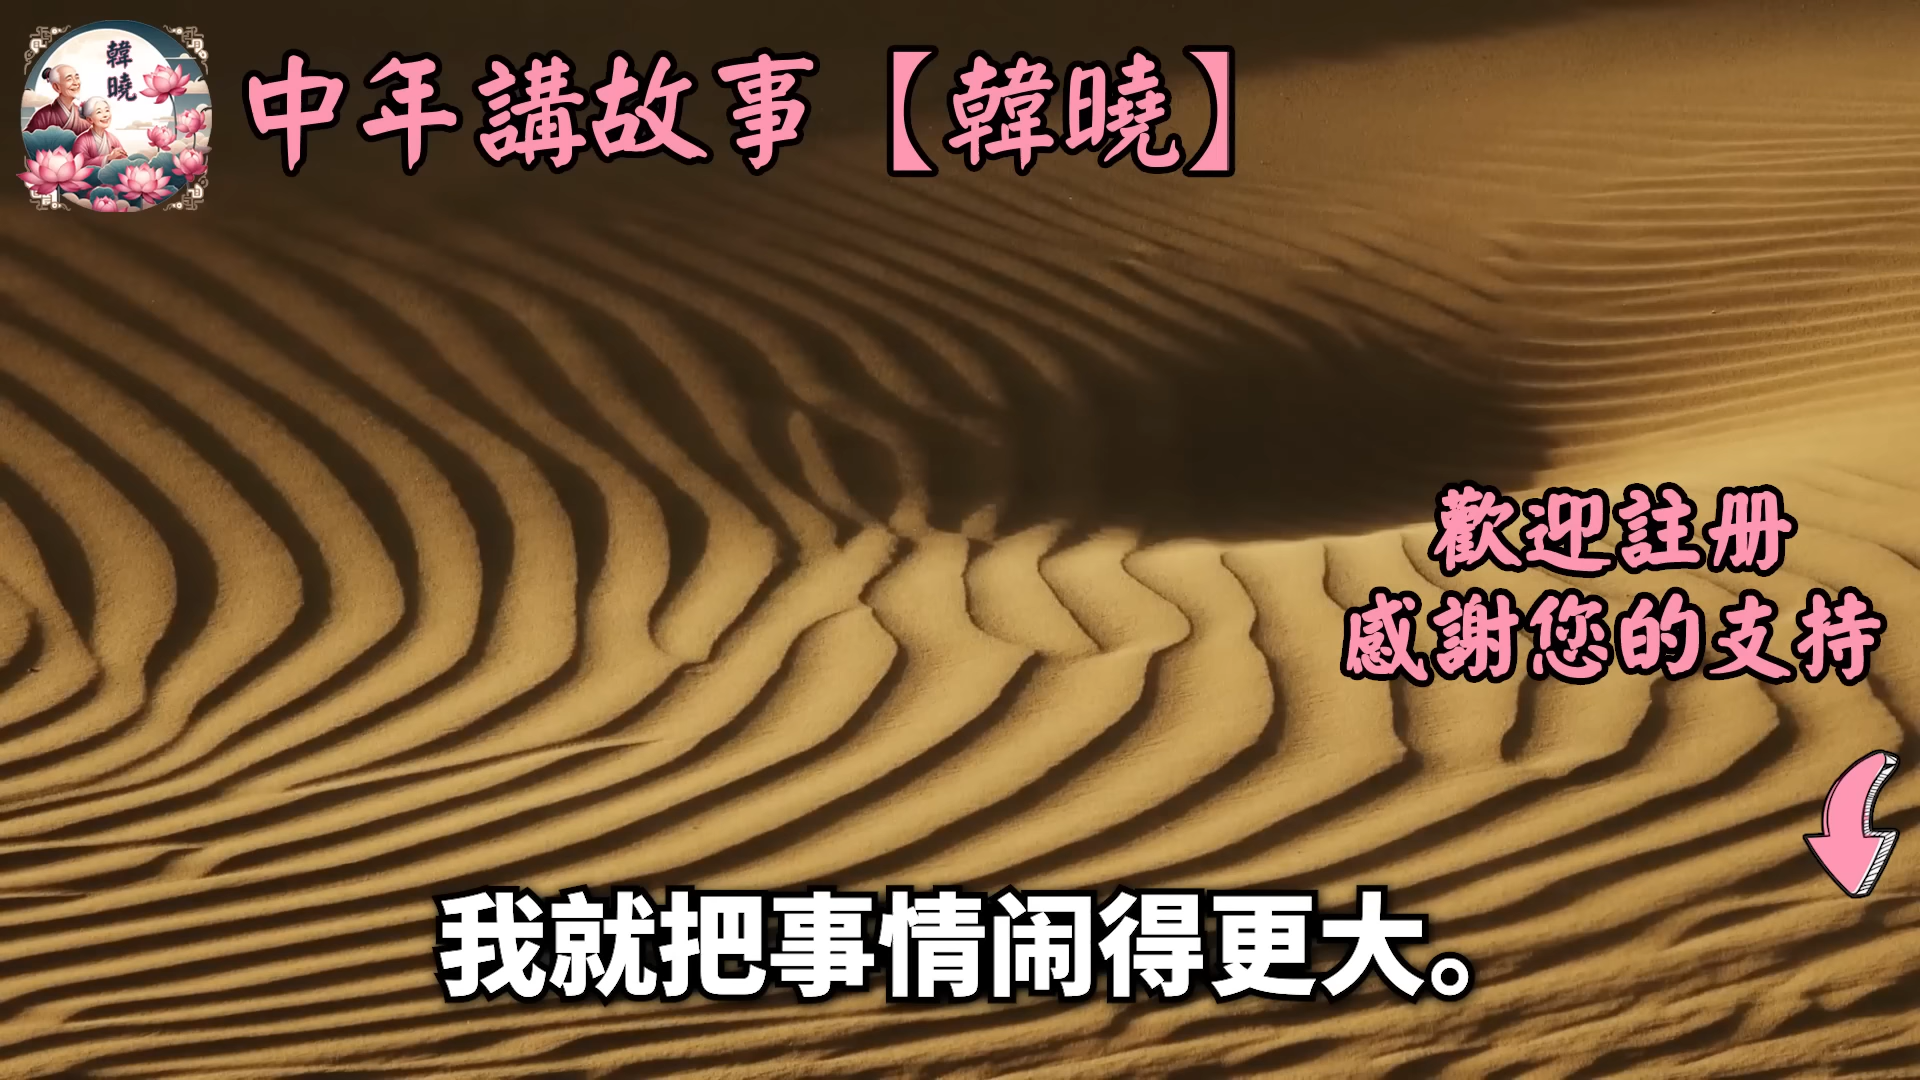 韓
曉
中年講故事【韓曉】
歡迎註册
感謝您的支持
我就把事情闹得更大。